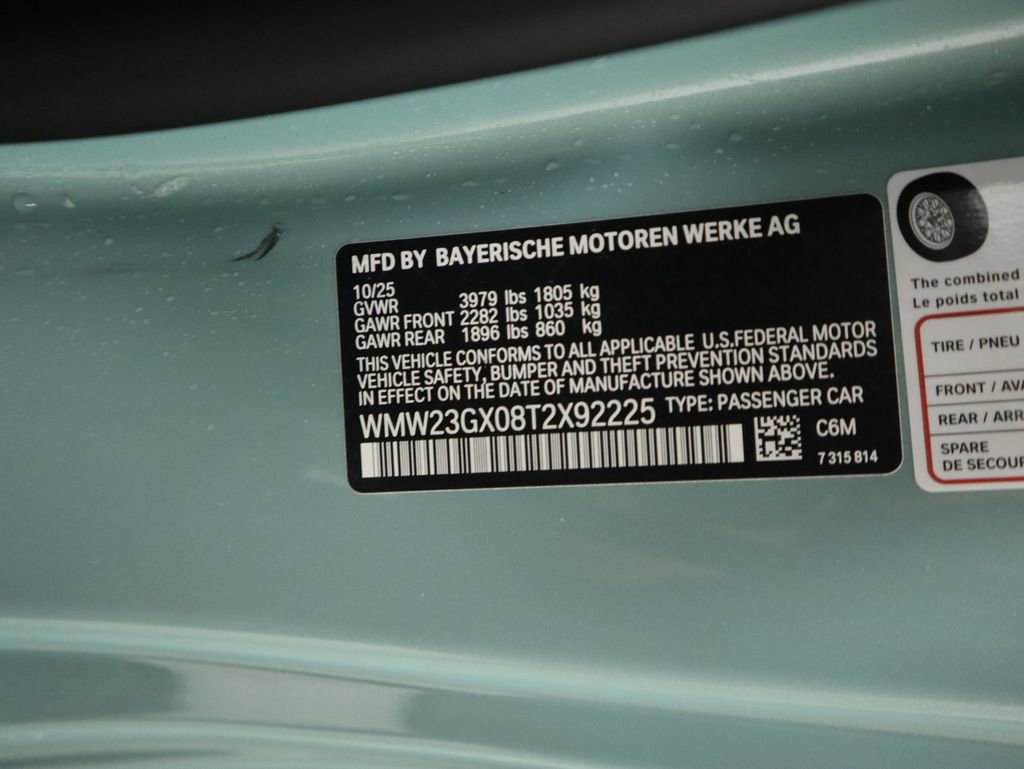 MFD BY BAYERISCHE MOTOREN WERKE AG
10/25
GVWR 3979 lbs 1805 kg
GAWR FRONT 2282 lbs 1035 kg
GAWR REAR 1896 lbs 860 kg
THIS VEHICLE CONFORMS TO ALL APPLICABLE U.S.FEDERAL MOTOR
VEHICLE SAFETY, BUMPER AND THEFT PREVENTION STANDARDS
IN EFFECT ON THE DATE OF MANUFACTURE SHOWN ABOVE.
WMW23GX08T2X92225 TYPE: PASSENGER CAR
C6M
7 315 814
The combined
Le poids total
TIRE / PNEU
FRONT / AVA
REAR / ARR
SPARE
DE SECOUR